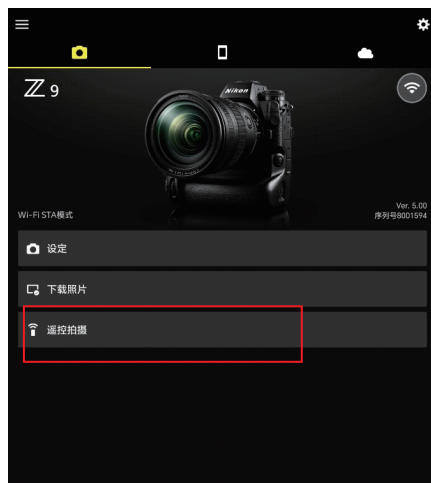 Z 9
Nikon
Wi-Fi STA模式
Ver. 5.00
序列号8001594
设定
下载照片
遥控拍摄